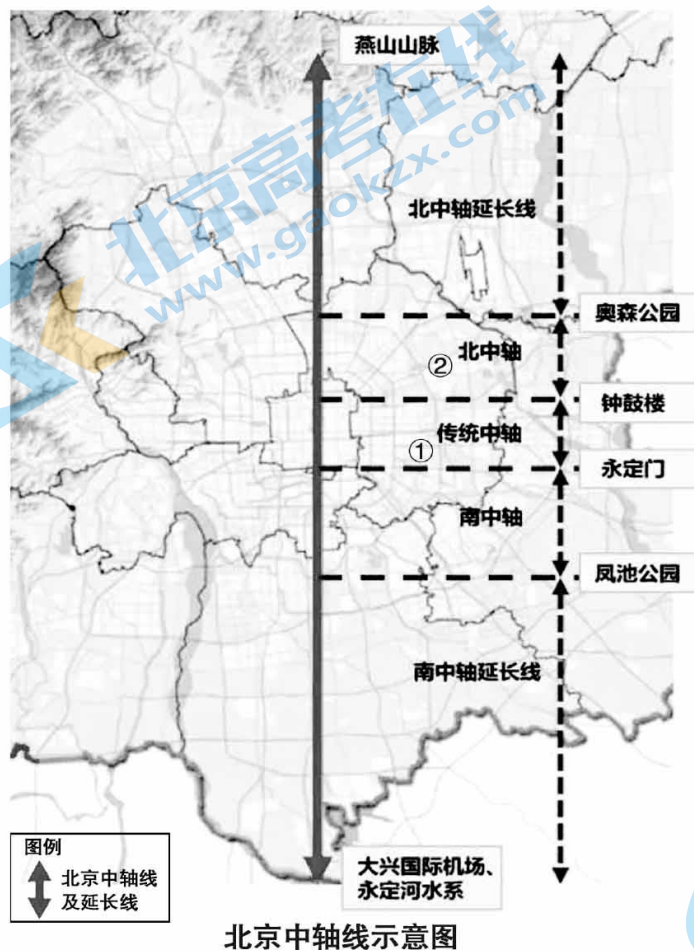 燕山山脉
北京高考在线
www.gaokzx.com
北中轴延长线
奥森公园
北中轴
②
钟鼓楼
传统中轴
①
永定门
南中轴
凤池公园
南中轴延长线
图例
北京中轴线
及延长线
大兴国际机场、
永定河水系
北京中轴线示意图